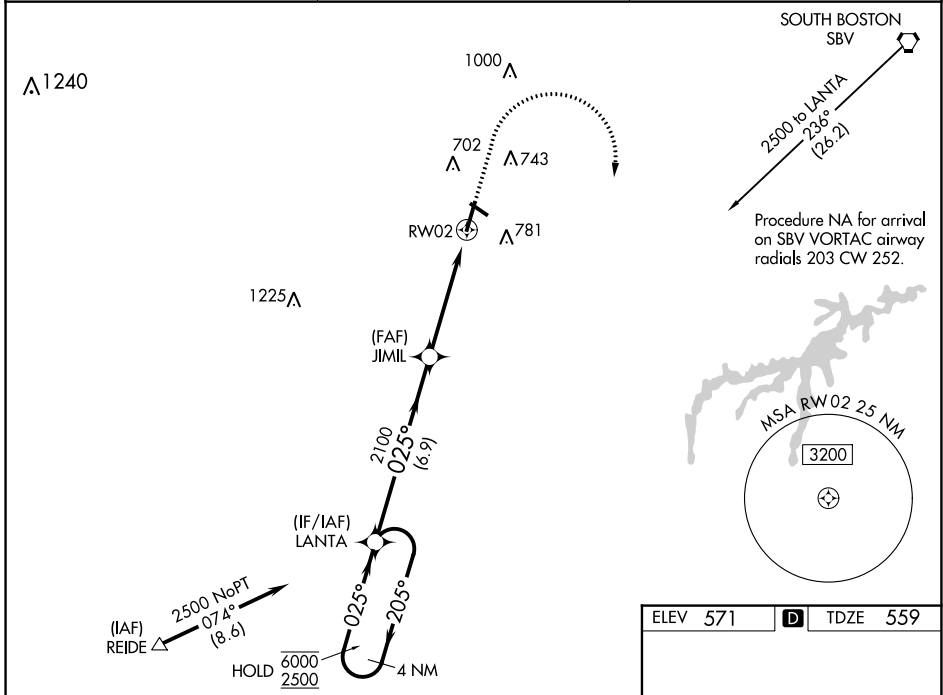 SOUTH BOSTON
SBV
1240
1000
2500 to LANTA
236°
(26.2)
702
743
RW02
781
Procedure NA for arrival
on SBV VORTAC airway
radials 203 CW 252.
1225
(FAF)
JIMIL
MSA RW02 25 NM
3200
2100
025°
(6.9)
(IF/IAF)
LANTA
2500 NoPT
074°
(8.6)
(IAF)
REIDE
025°
205°
HOLD 6000
2500
4 NM
ELEV 571 D TDZE 559